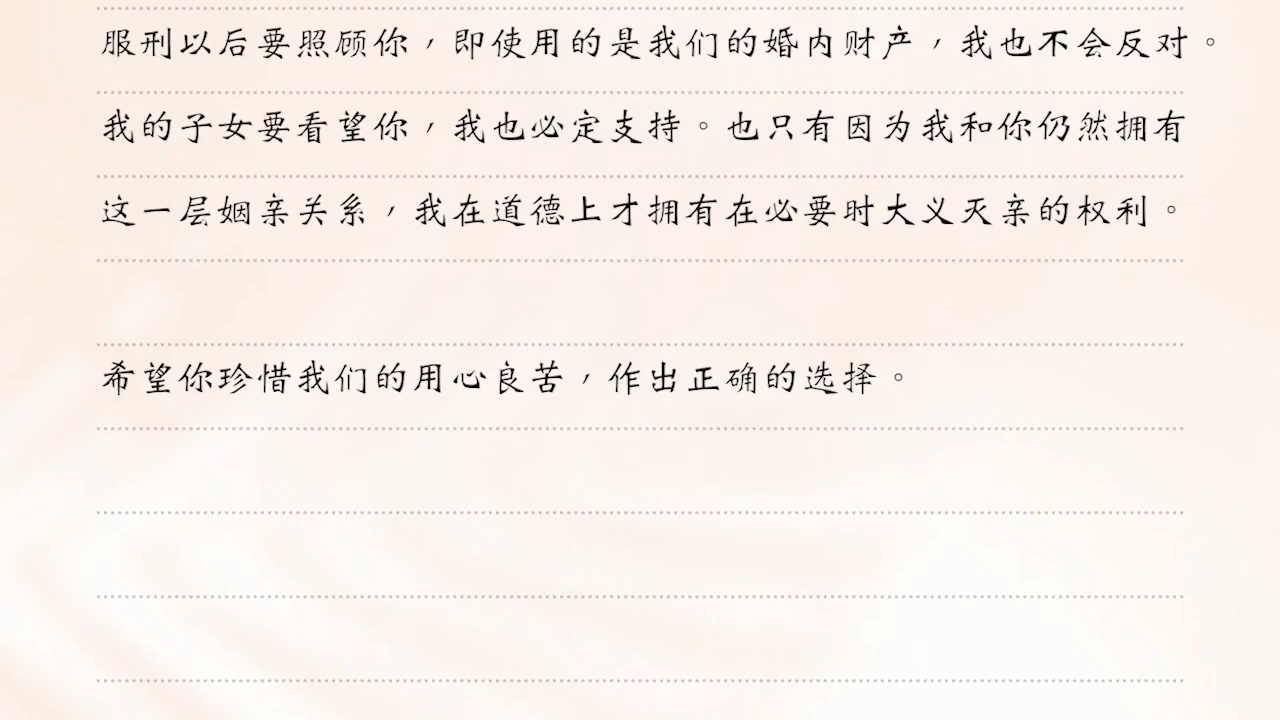 服刑以后要照顾你，即使用的是我们的婚内财产，我也不会反对。
我的子女要看望你，我也必定支持。也只有因为我和你仍然拥有
这一层姻亲关系，我在道德上才拥有在必要时大义灭亲的权利。
希望你珍惜我们的用心良苦，作出正确的选择。